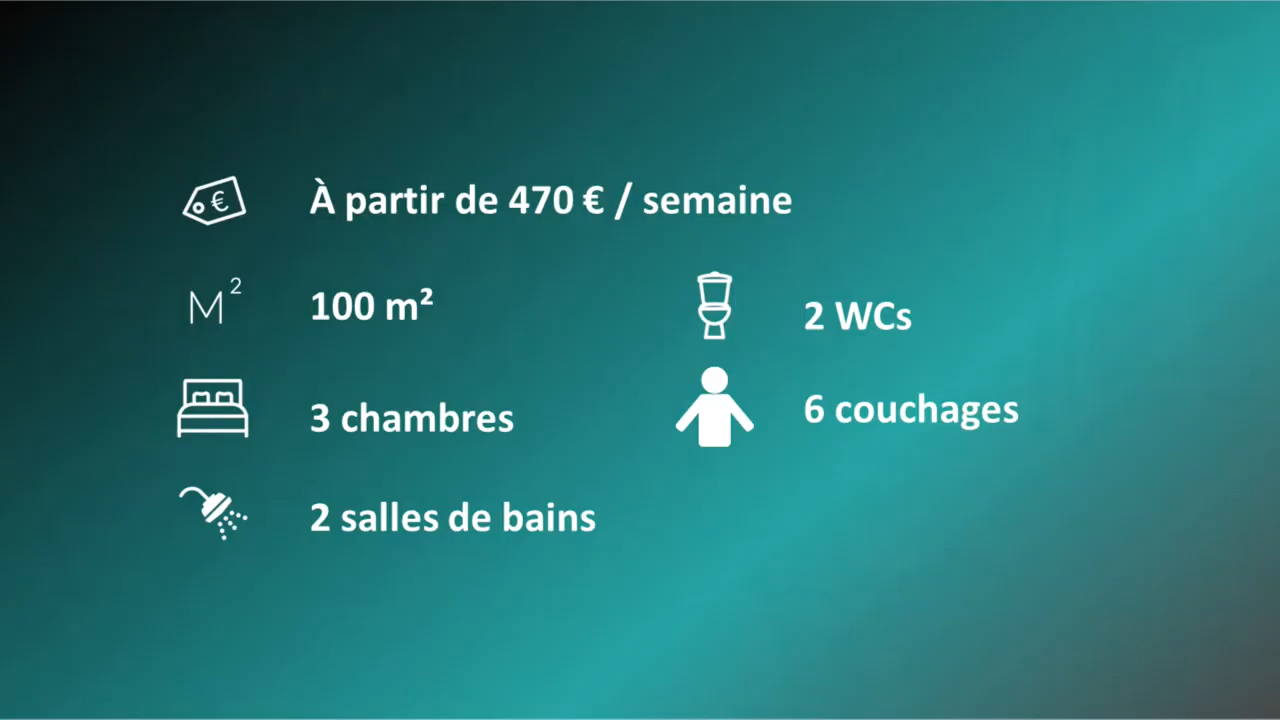 € À partir de 470 € / semaine
M² 100 m²
2 WCs
3 chambres
6 couchages
2 salles de bains